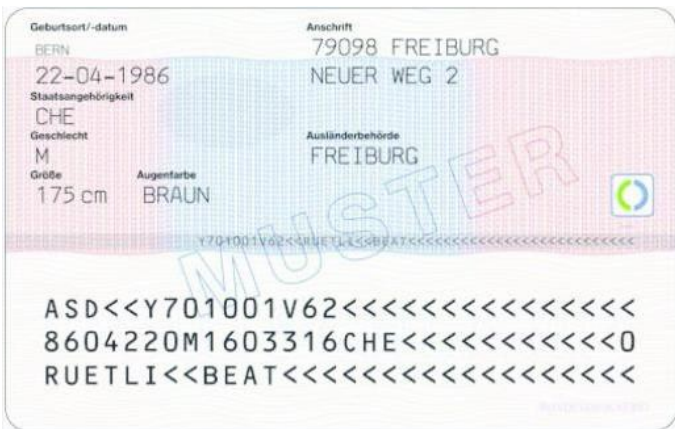 Geburtsort/-datum
BERN
22-04-1986
Staatsangehörigkeit
CHE
Geschlecht
M
Größe
175 cm
Augenfarbe
BRAUN
Anschrift
79098 FREIBURG
NEUER WEG 2
Ausländerbehörde
FREIBURG
MUSTER
Y701001V62<<RUETLI<<BEAT<<<<<<<<<<<<<<<<<<<<<<<<<<
ASD<<Y701001V62<<<<<<<<<<<<<<<
8604220M1603316CHE<<<<<<<<<<<0
RUETLI<<BEAT<<<<<<<<<<<<<<<<<<